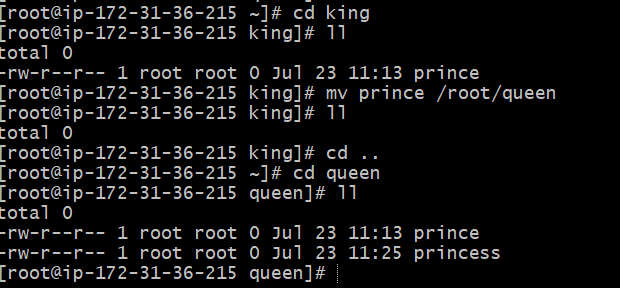 [root@ip-172-31-36-215 ~]# cd king
[root@ip-172-31-36-215 king]# ll
total 0
-rw-r--r-- 1 root root 0 Jul 23 11:13 prince
[root@ip-172-31-36-215 king]# mv prince /root/queen
[root@ip-172-31-36-215 king]# ll
total 0
[root@ip-172-31-36-215 king]# cd ..
[root@ip-172-31-36-215 ~]# cd queen
[root@ip-172-31-36-215 queen]# ll
total 0
-rw-r--r-- 1 root root 0 Jul 23 11:13 prince
-rw-r--r-- 1 root root 0 Jul 23 11:25 princess
[root@ip-172-31-36-215 queen]#